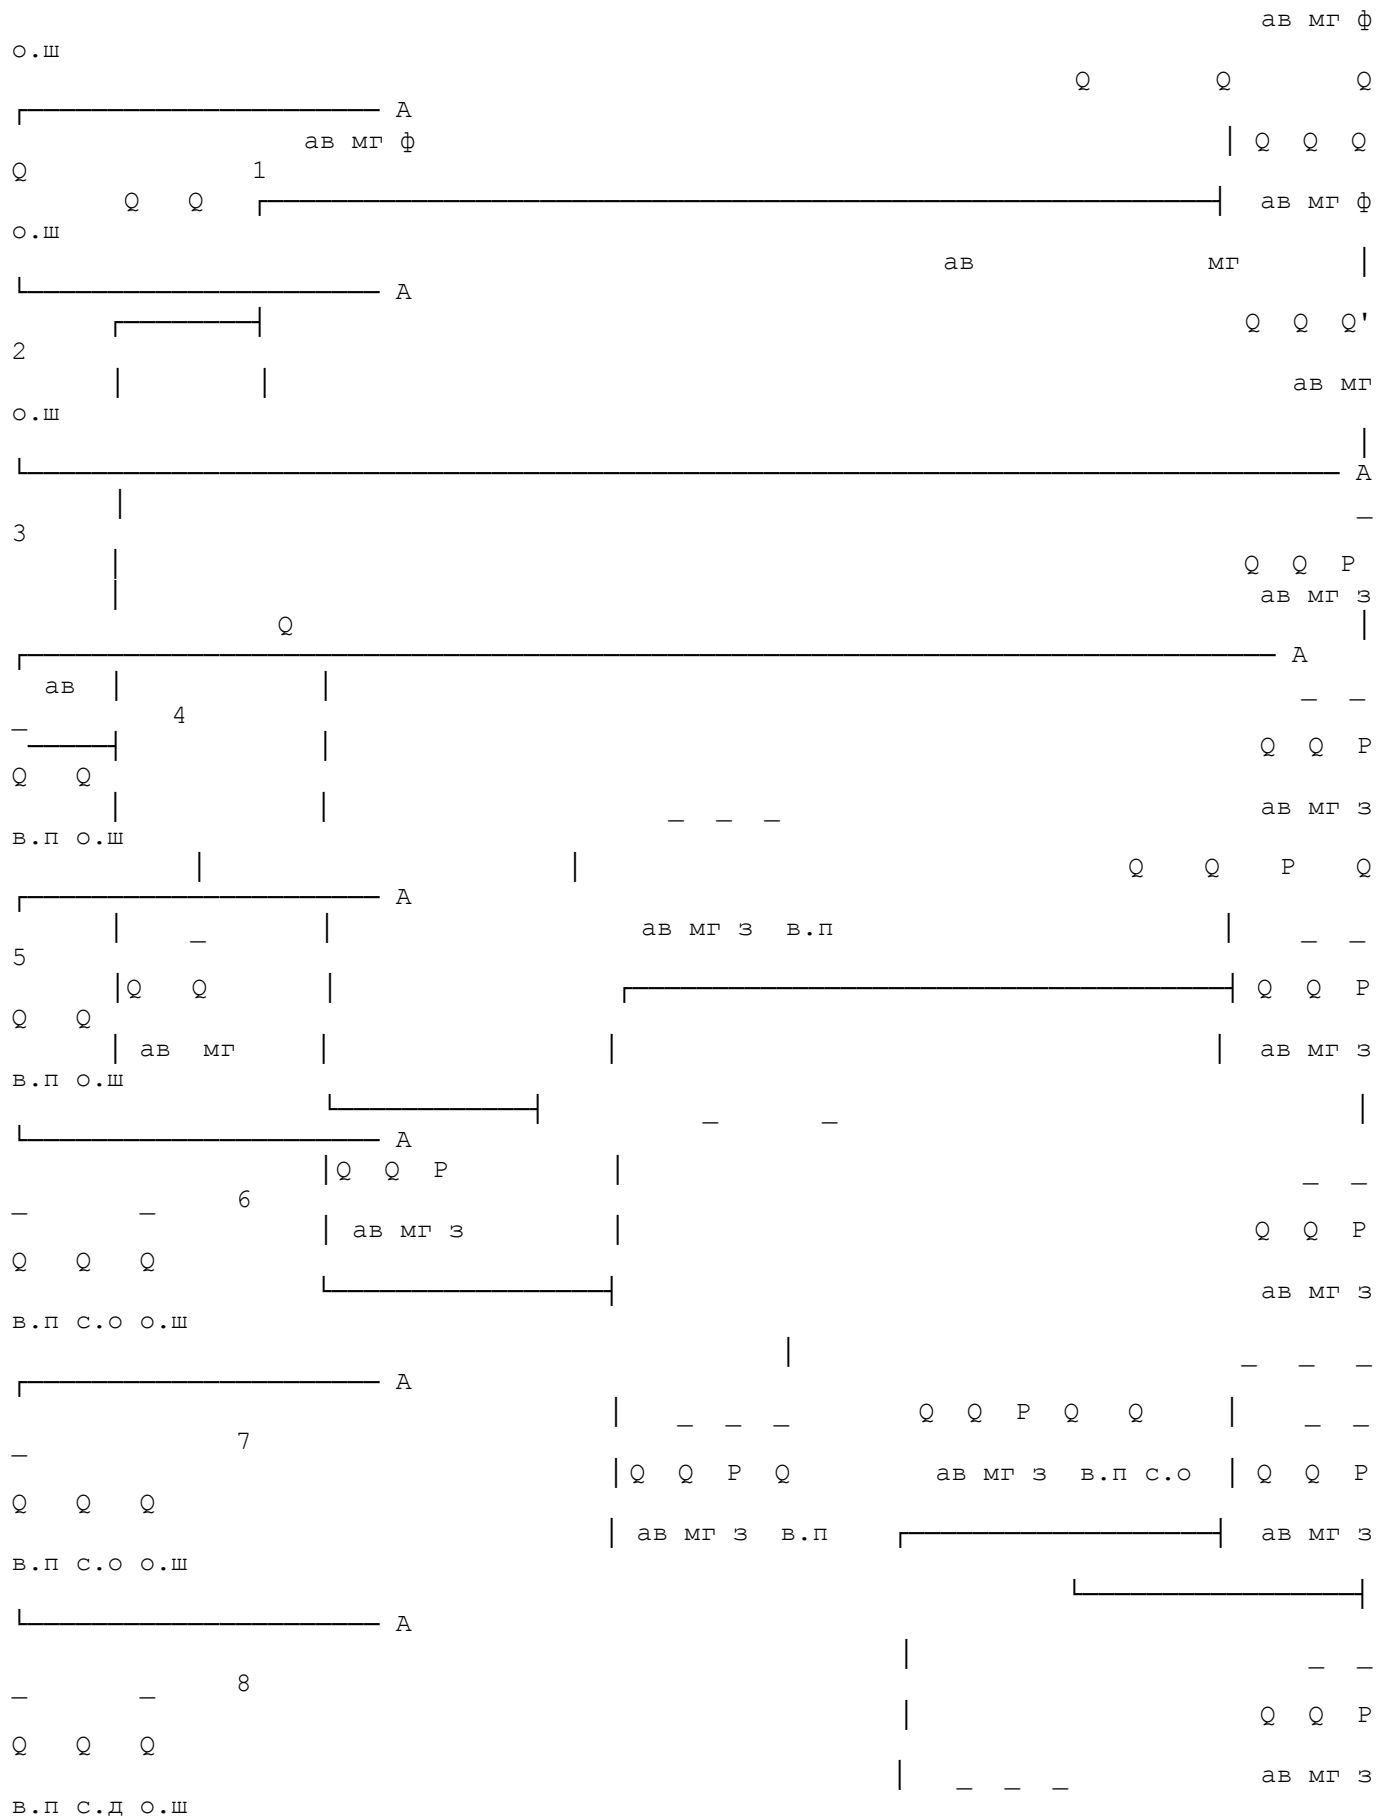 ав мг ф
о.ш
Q Q Q
┌────────────────────── A
ав мг ф | Q Q Q
Q 1
Q Q ┌────────────────────────────────────────────┤ ав мг ф
о.ш
ав мг |
└────────────────────── A
┌─────────┤ Q Q Q'
2
| | ав мг
о.ш
|
└────────────────────────────────────────────────────────────── A
| _
3
| Q Q P
| ав мг з
Q |
┌────────────────────────────────────────────────────────── A
ав | | _ _
_ 4
──────┤ | Q Q P
Q Q
| | _ _ _ ав мг з
в.п о.ш
| | Q Q P Q
┌────────────────────── A
| _ | ав мг з в.п | _ _
5
|Q Q | ┌──────────────────────────────┤ Q Q P
Q Q
| ав мг | | | ав мг з
в.п о.ш
└─────────────┤ _ _ |
└────────────────────── A
|Q Q P | _ _
_ _ 6
| ав мг з | Q Q P
Q Q Q
└──────────────────┤ ав мг з
в.п с.о о.ш
| _ _ _
┌────────────────────── A
| _ _ _ Q Q P Q Q | _ _
_ 7
|Q Q P Q ав мг з в.п с.о | Q Q P
Q Q Q
| ав мг з в.п ┌────────────────────┤ ав мг з
в.п с.о о.ш
└──────────────────┤
└────────────────────── A
| _ _
_ _ 8
| Q Q P
Q Q Q
| _ _ _ ав мг з
в.п с.д о.ш